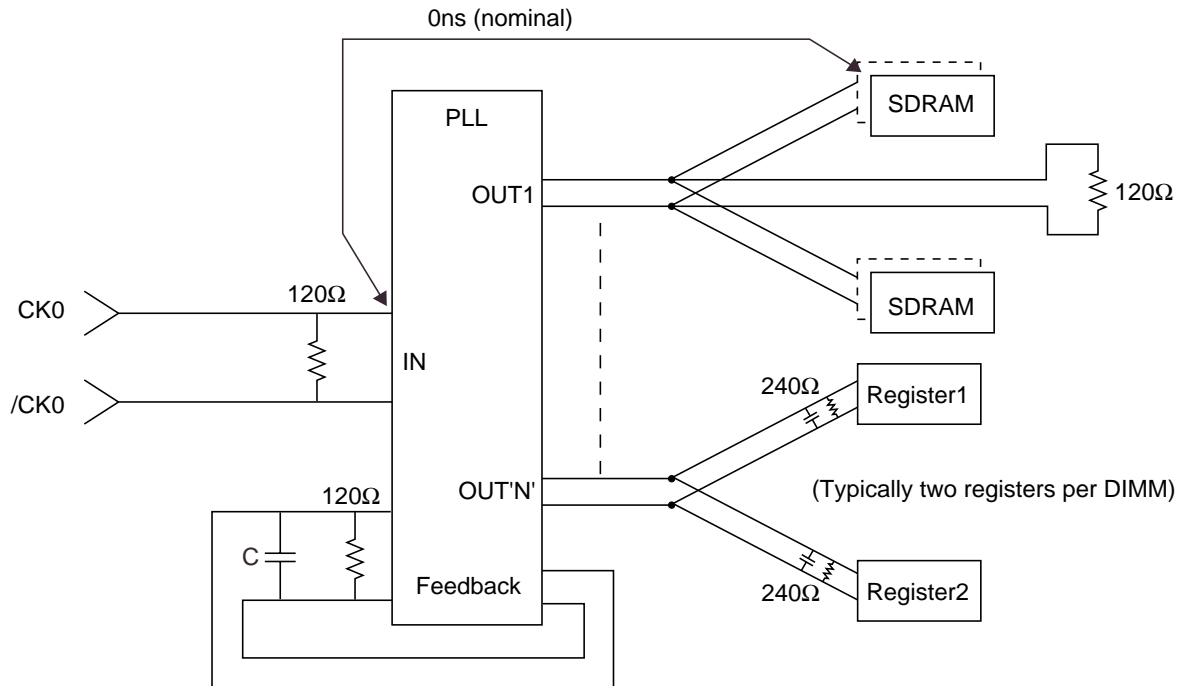 0ns (nominal)
PLL
SDRAM
OUT1
120Ω
SDRAM
120Ω
CK0
IN
/CK0
240Ω
Register1
120Ω
OUT'N'
(Typically two registers per DIMM)
C
Feedback
240Ω
Register2